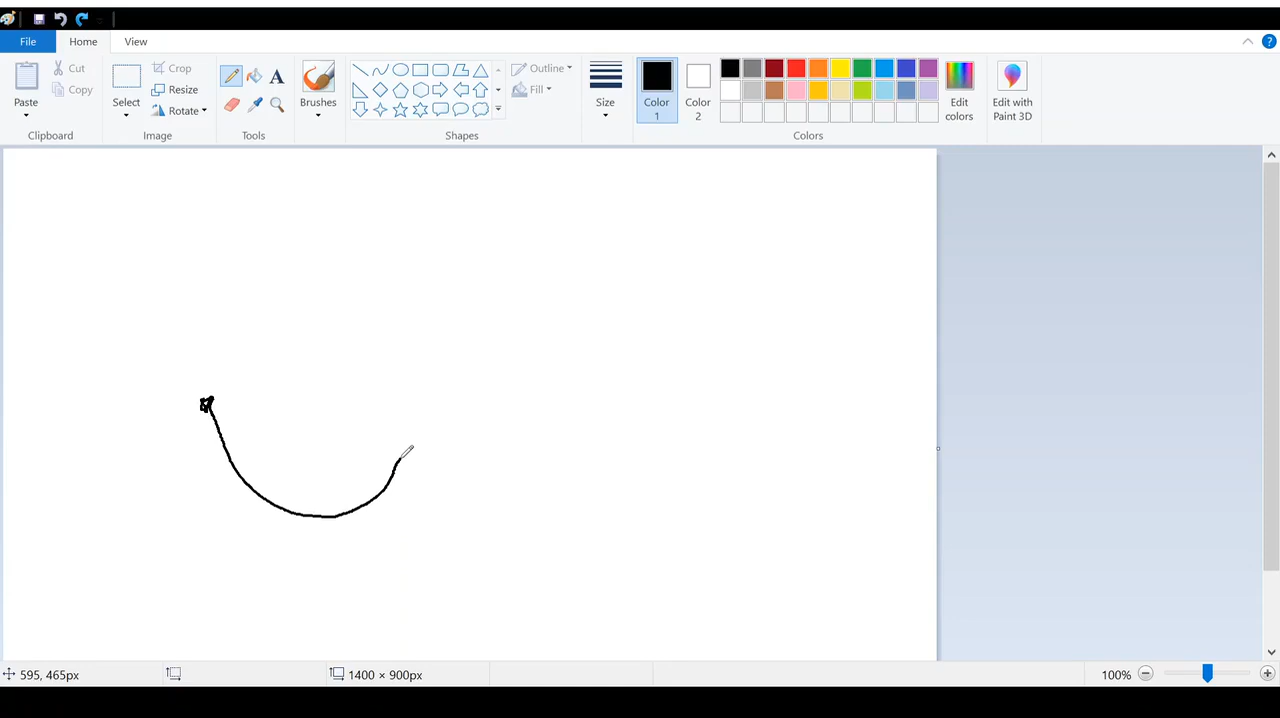 File Home View
Paste
Cut
Copy
Clipboard
Select
Crop
Resize
Rotate
Image
A
Tools
Brushes
Outline
Fill
Shapes
Size
Color
1
Color
2
Colors
Edit
colors
Edit with
Paint 3D
?
595, 465px
1400 × 900px
100%